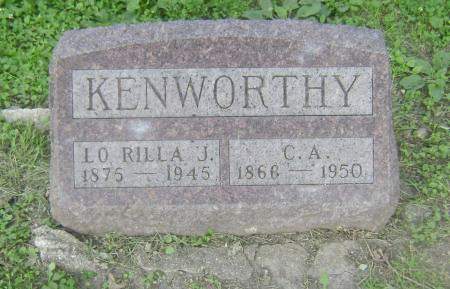 KENWORTHY
LO RILLA J.
1875 — 1945
C. A.
1866 — 1950